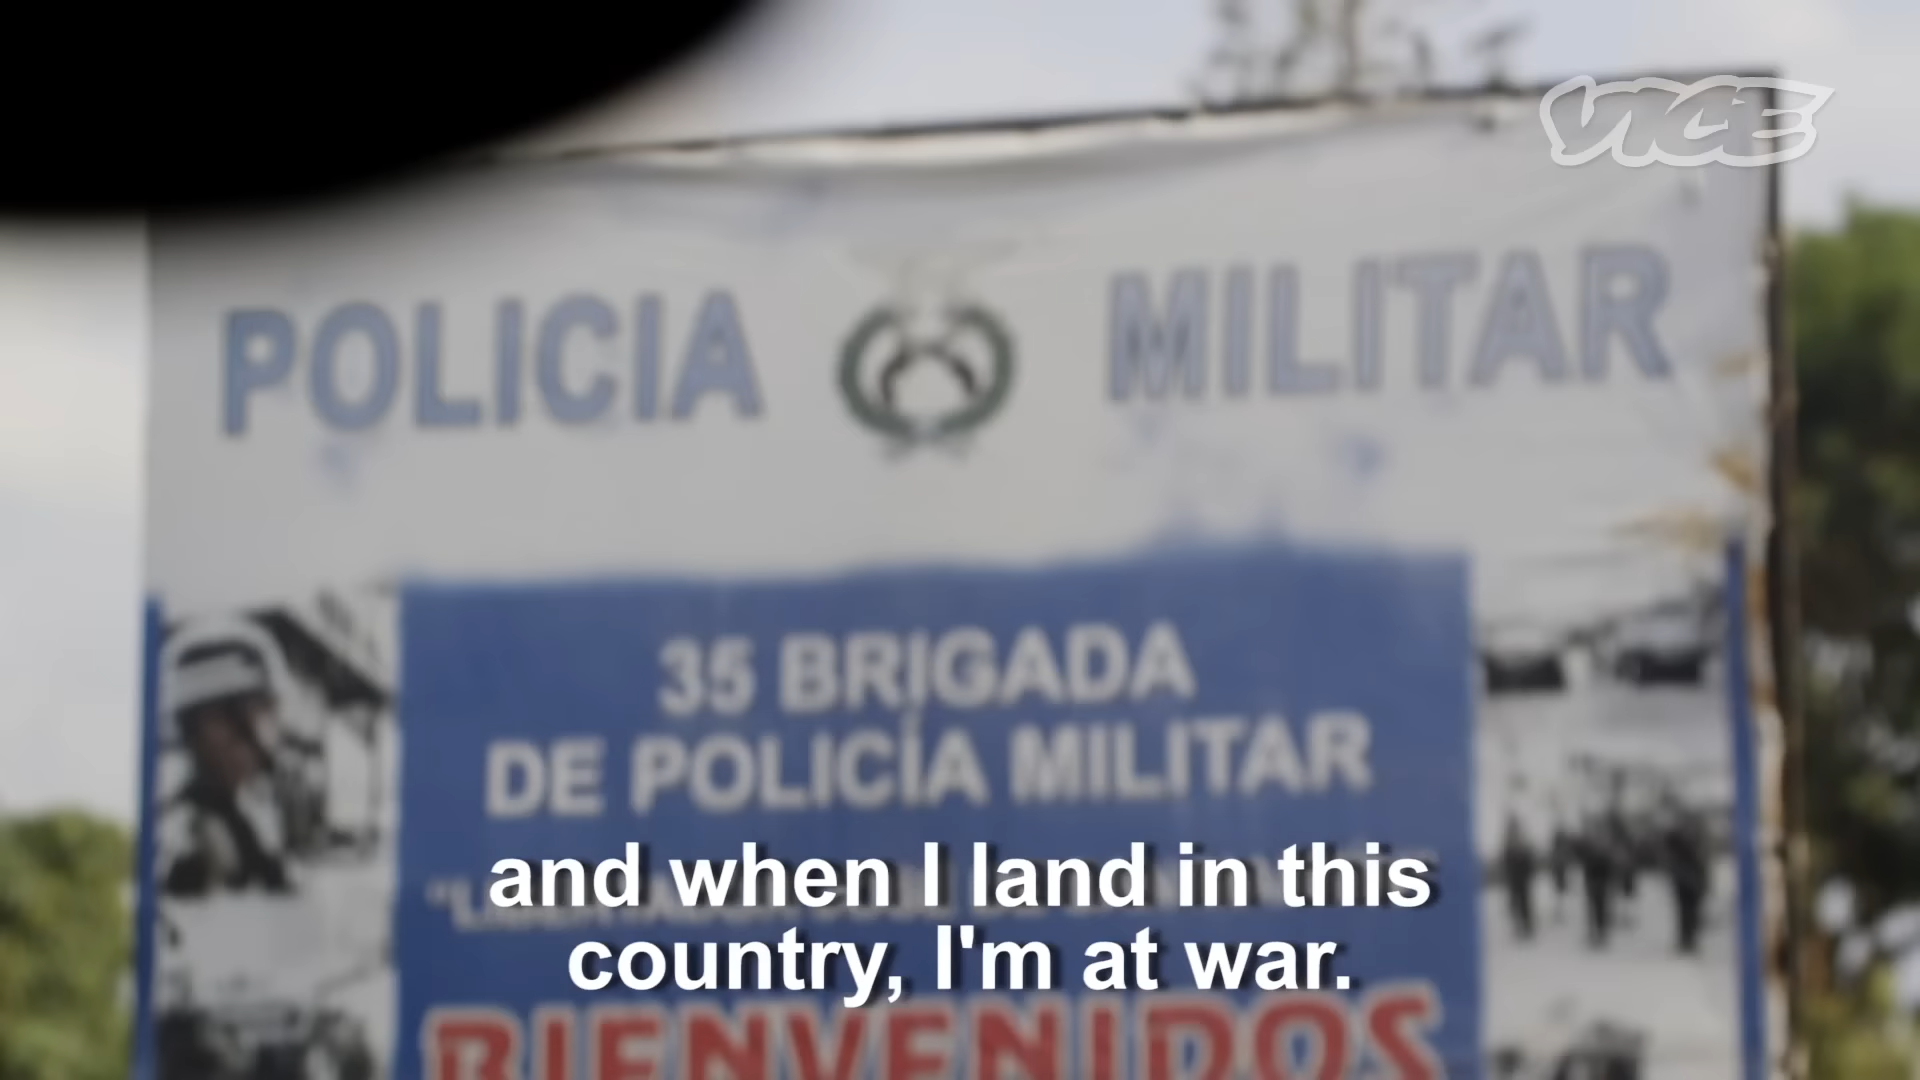 VICE
POLICIA MILITAR
35 BRIGADA
DE POLICÍA MILITAR
and when I land in this
country, I'm at war.
BIENVENIDOS